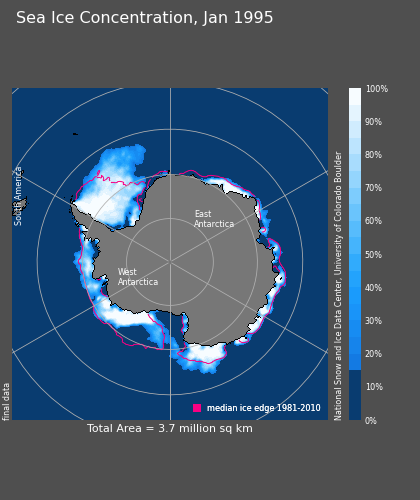 Sea Ice Concentration, Jan 1995
100%
90%
80%
70%
60%
50%
40%
30%
20%
10%
0%
National Snow and Ice Data Center, University of Colorado Boulder
South America
East
Antarctica
West
Antarctica
final data
median ice edge 1981-2010
Total Area = 3.7 million sq km